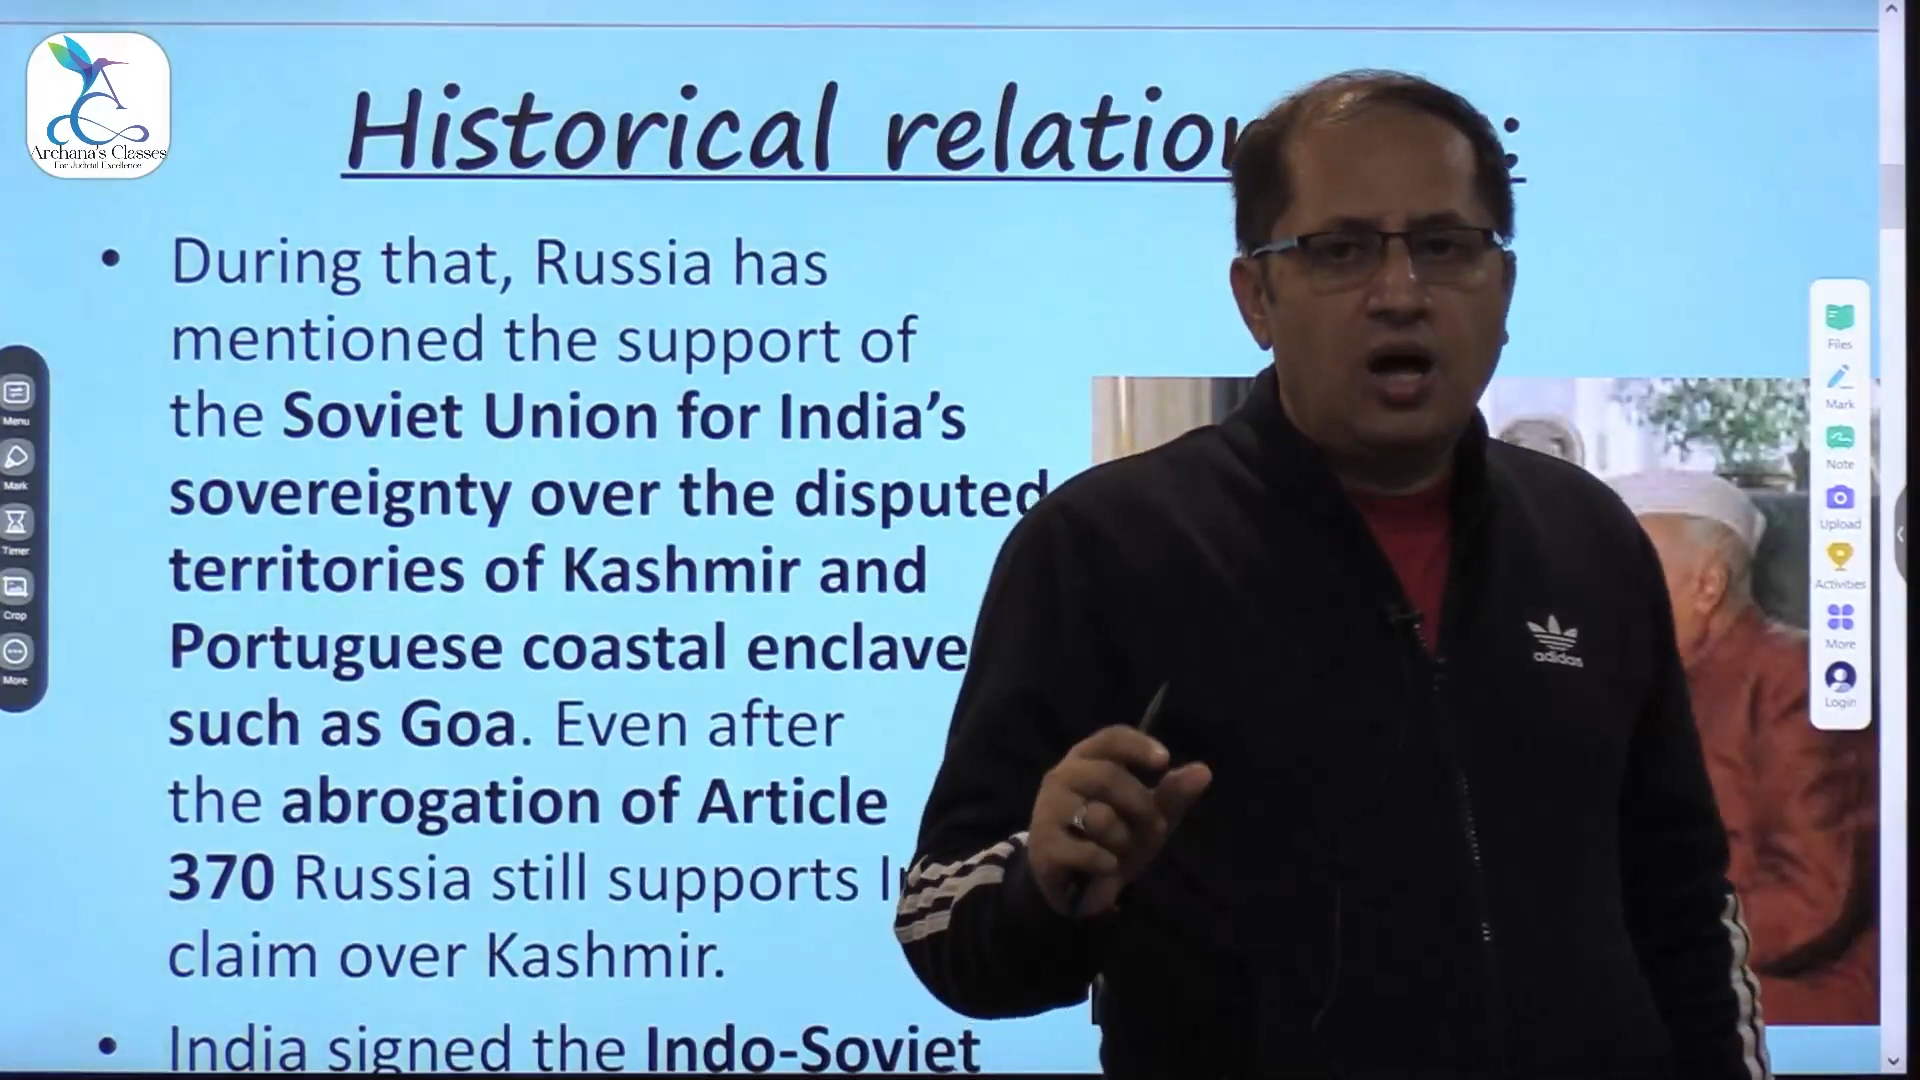 Archana's Classes
For Judicial Excellence
Historical
:
• During that, Russia has
mentioned the support of
the Soviet Union for India's
sovereignty over the disputed
territories of Kashmir and
Portuguese coastal enclave
such as Goa. Even after
the abrogation of Article
370 Russia still supports
claim over Kashmir.
• India signed the Indo-Soviet
Menu
Mark
Timer
Crop
More
Files
Mark
Note
Upload
Activities
More
Login
adidas